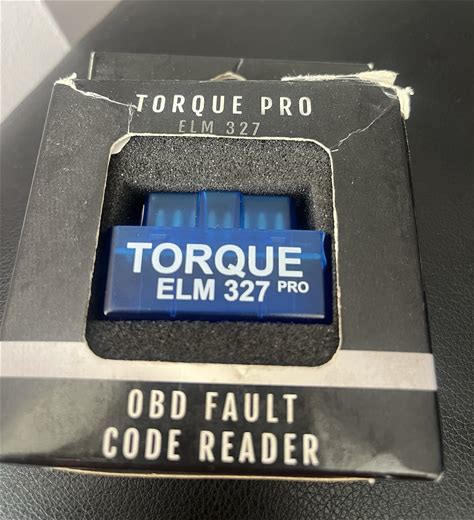 TORQUE PRO
ELM 327
TORQUE
ELM 327 PRO
OBD FAULT
CODE READER